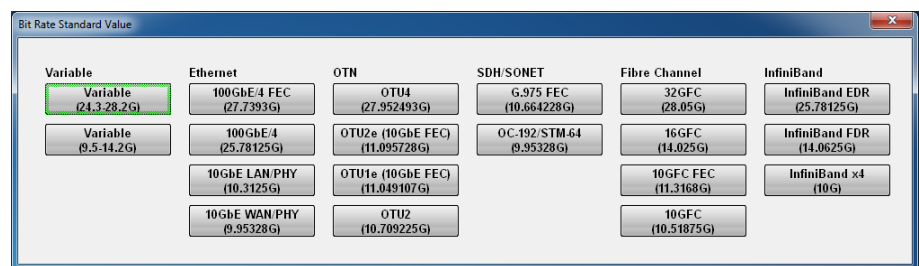 Bit Rate Standard Value
Variable
Variable
(24.3-28.2G)
Variable
(9.5-14.2G)
Ethernet
100GbE/4 FEC
(27.7393G)
100GbE/4
(25.78125G)
10GbE LAN/PHY
(10.3125G)
10GbE WAN/PHY
(9.95328G)
OTN
OTU4
(27.952493G)
OTU2e (10GbE FEC)
(11.095728G)
OTU1e (10GbE FEC)
(11.049107G)
OTU2
(10.709225G)
SDH/SONET
G.975 FEC
(10.664228G)
OC-192/STM-64
(9.95328G)
Fibre Channel
32GFC
(28.05G)
16GFC
(14.025G)
10GFC FEC
(11.3168G)
10GFC
(10.51875G)
InfiniBand
InfiniBand EDR
(25.78125G)
InfiniBand FDR
(14.0625G)
InfiniBand x4
(10G)